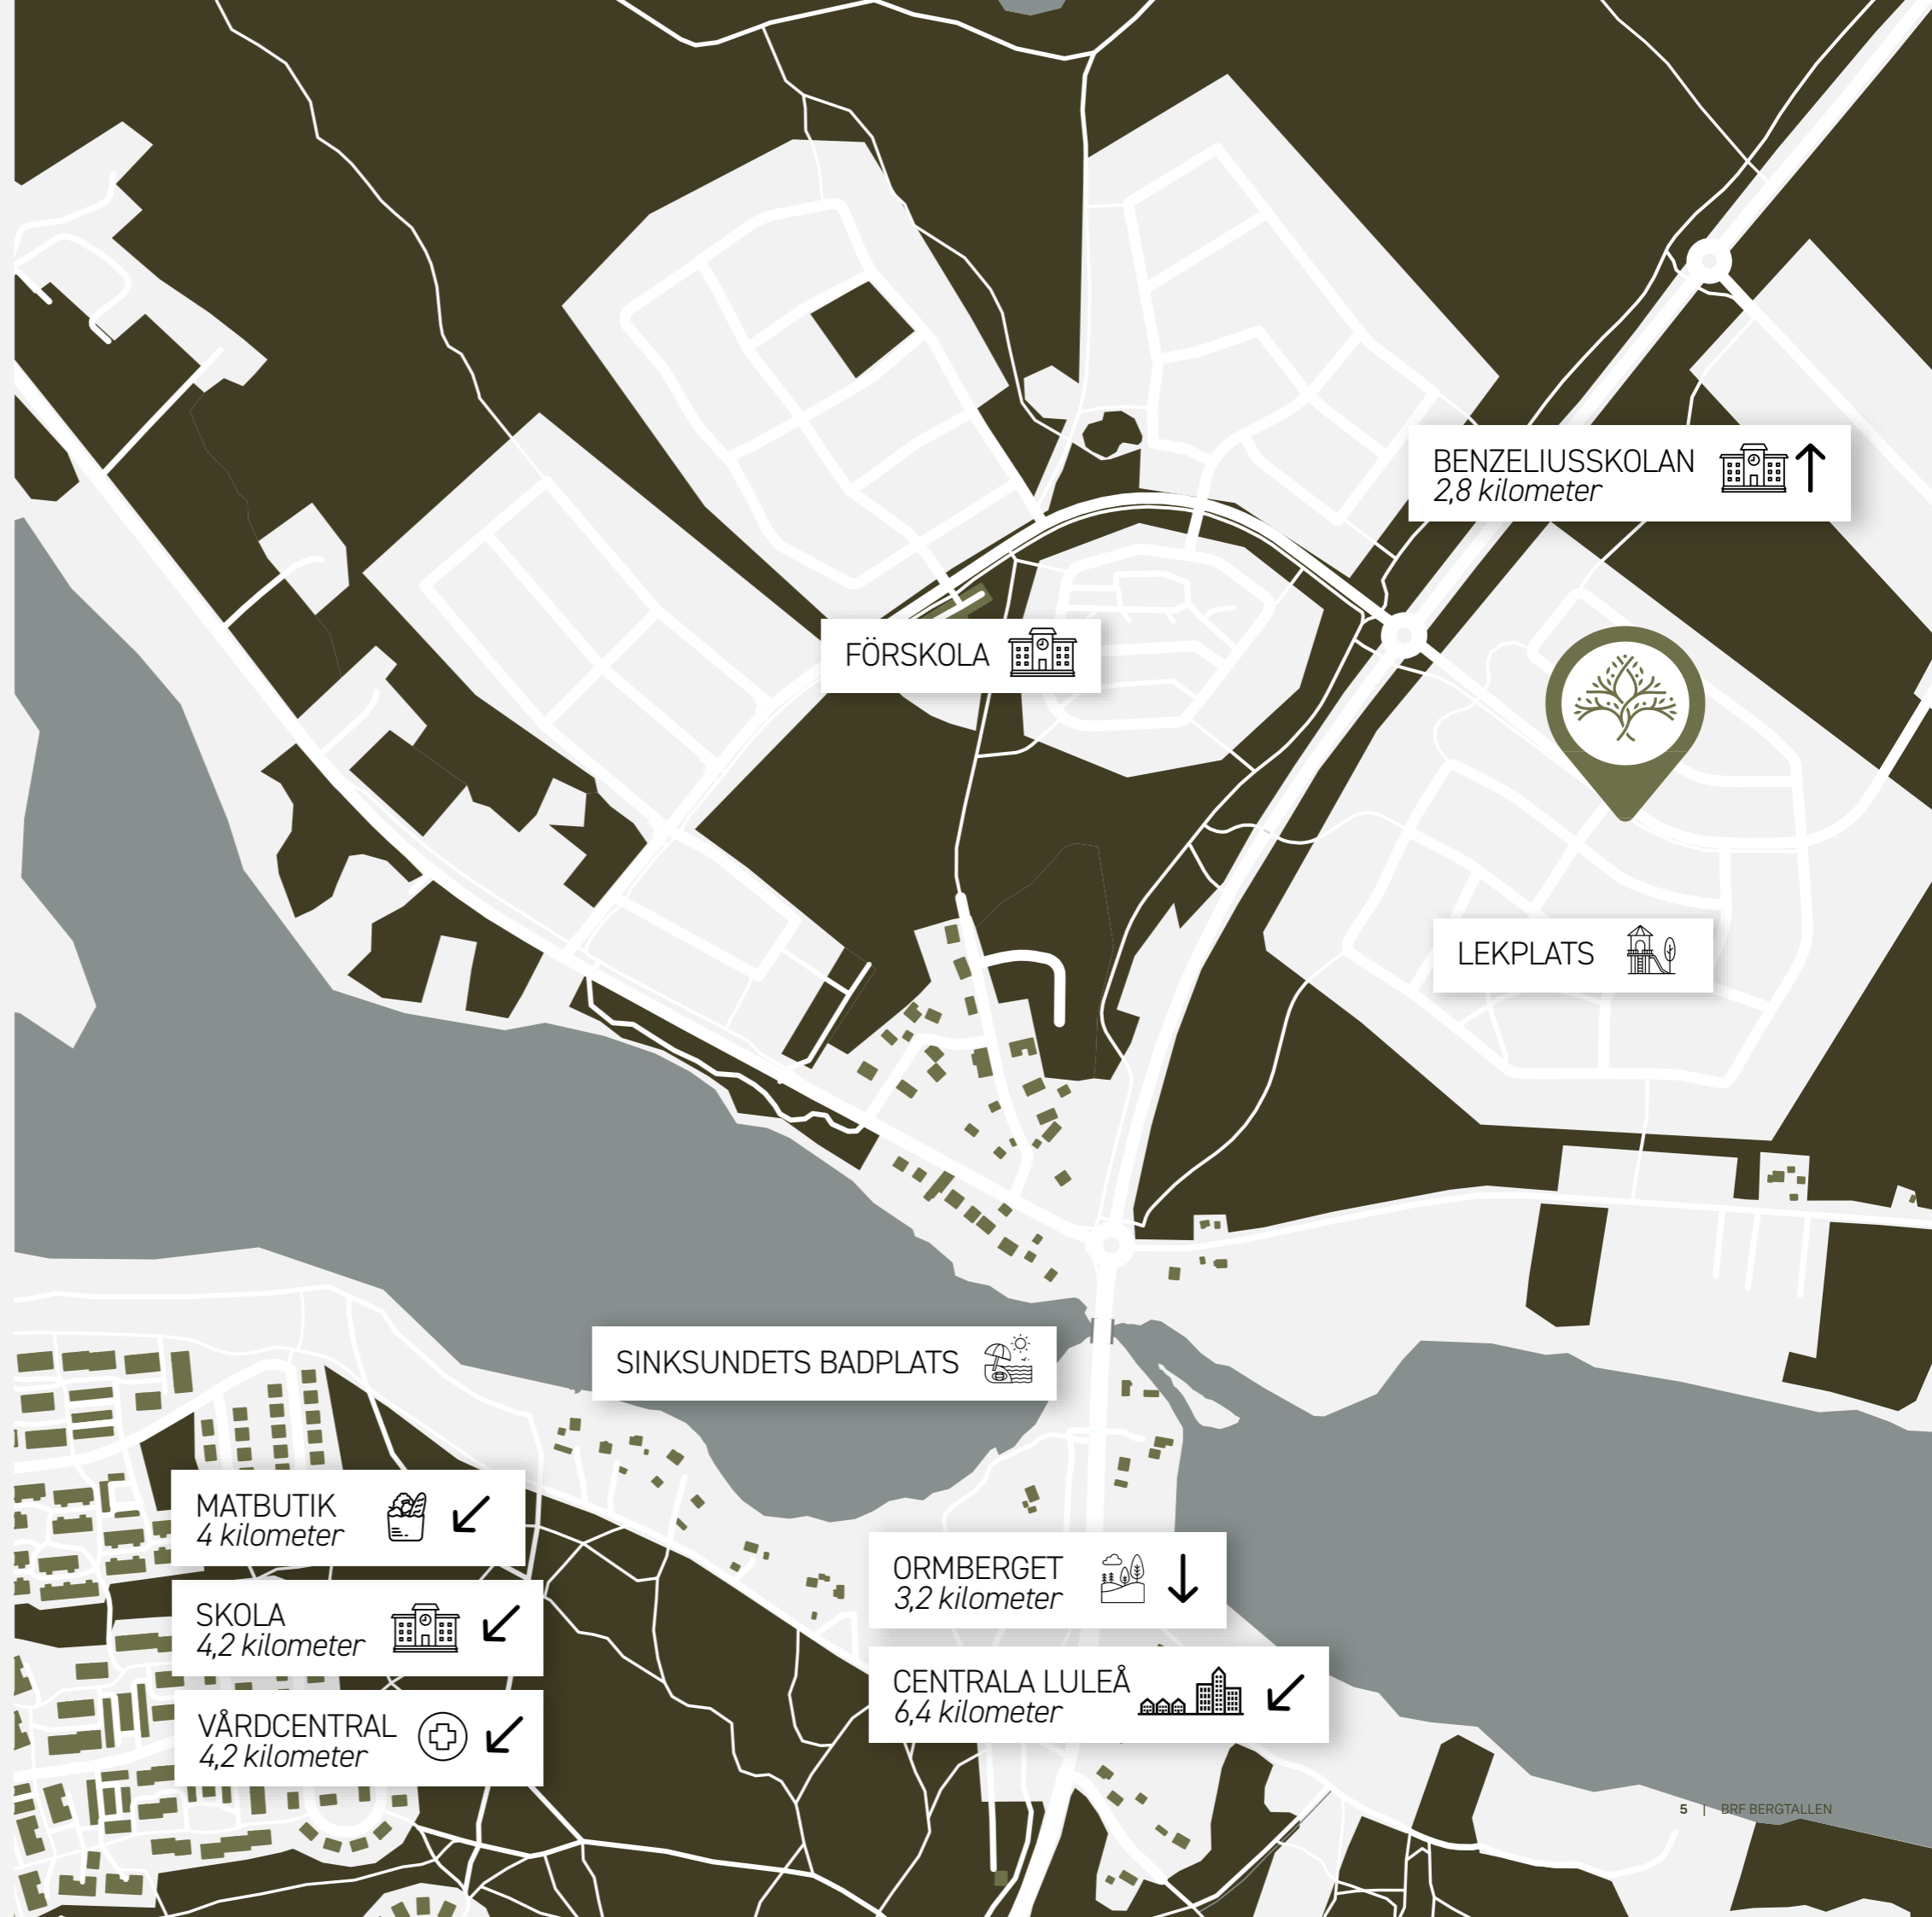 BENZELIUSSKOLAN
2,8 kilometer
FÖRSKOLA
LEKPLATS
SINKSUNDETS BADPLATS
MATBUTIK
4 kilometer
SKOLA
4,2 kilometer
VÅRDCENTRAL
4,2 kilometer
ORMBERGET
3,2 kilometer
CENTRALA LULEÅ
6,4 kilometer
5 | BRF BERGTALLEN